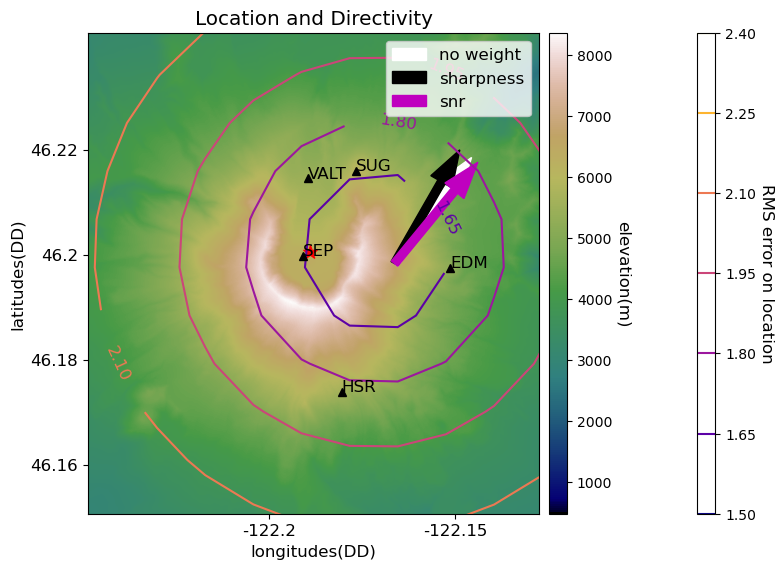 Location and Directivity
no weight
sharpness
snr
1.80
1.65
2.10
VALT
SUG
SEP
EDM
HSR
46.22
46.2
46.18
46.16
latitudes(DD)
-122.2
-122.15
longitudes(DD)
8000
7000
6000
5000
4000
3000
2000
1000
elevation(m)
2.40
2.25
2.10
1.95
1.80
1.65
1.50
RMS error on location